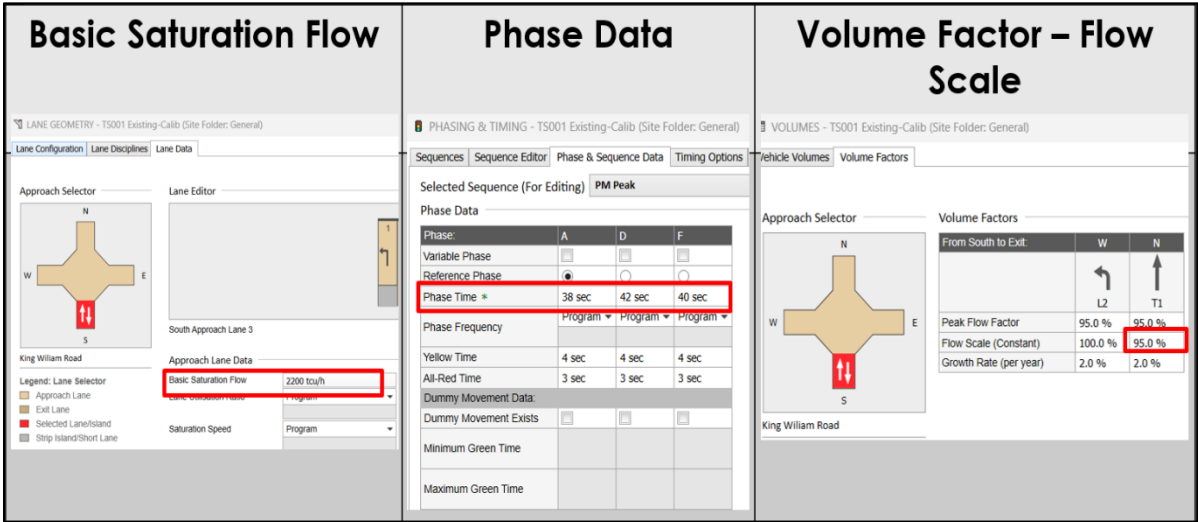 Basic Saturation Flow
LANE GEOMETRY - TS001 Existing-Calib (Site Folder: General)
Lane Configuration Lane Disciplines Lane Data
Approach Selector
Lane Editor
N
W
E
S
1
South Approach Lane 3
King Wiliam Road
Approach Lane Data
Legend: Lane Selector
Approach Lane
Exit Lane
Selected Lane/Island
Strip Island/Short Lane
Basic Saturation Flow 2200 tcu/h
Program
Saturation Speed Program
Phase Data
PHASING & TIMING - TS001 Existing-Calib (Site Folder: General)
Sequences Sequence Editor Phase & Sequence Data Timing Options
Selected Sequence (For Editing) PM Peak
Phase Data
Phase: A D F
Variable Phase
Reference Phase
Phase Time * 38 sec 42 sec 40 sec
Phase Frequency Program Program Program
Yellow Time 4 sec 4 sec 4 sec
All-Red Time 3 sec 3 sec 3 sec
Dummy Movement Data:
Dummy Movement Exists
Minimum Green Time
Maximum Green Time
Volume Factor – Flow
Scale
VOLUMES - TS001 Existing-Calib (Site Folder: General)
Vehicle Volumes Volume Factors
Approach Selector
Volume Factors
N
W
E
S
King Wiliam Road
From South to Exit: W N
L2 T1
Peak Flow Factor 95.0 % 95.0 %
Flow Scale (Constant) 100.0 % 95.0 %
Growth Rate (per year) 2.0 % 2.0 %